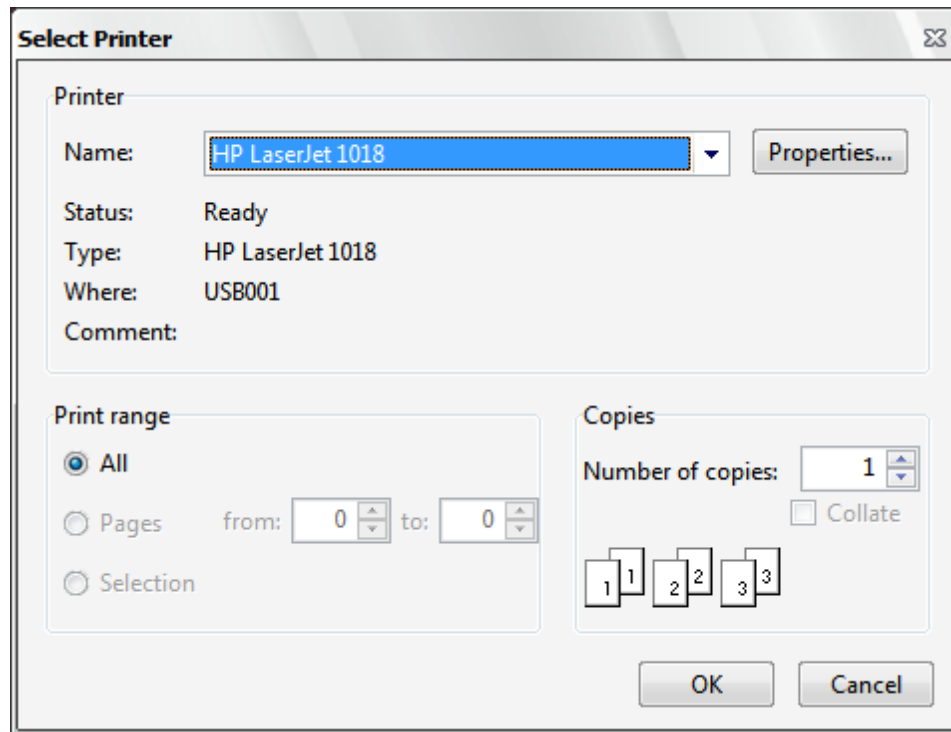 Select Printer
Printer
Name: HP LaserJet 1018 Properties...
Status: Ready
Type: HP LaserJet 1018
Where: USB001
Comment:
Print range
All
Pages from: 0 to: 0
Selection
Copies
Number of copies: 1
Collate
1 1 2 2 3 3
OK Cancel